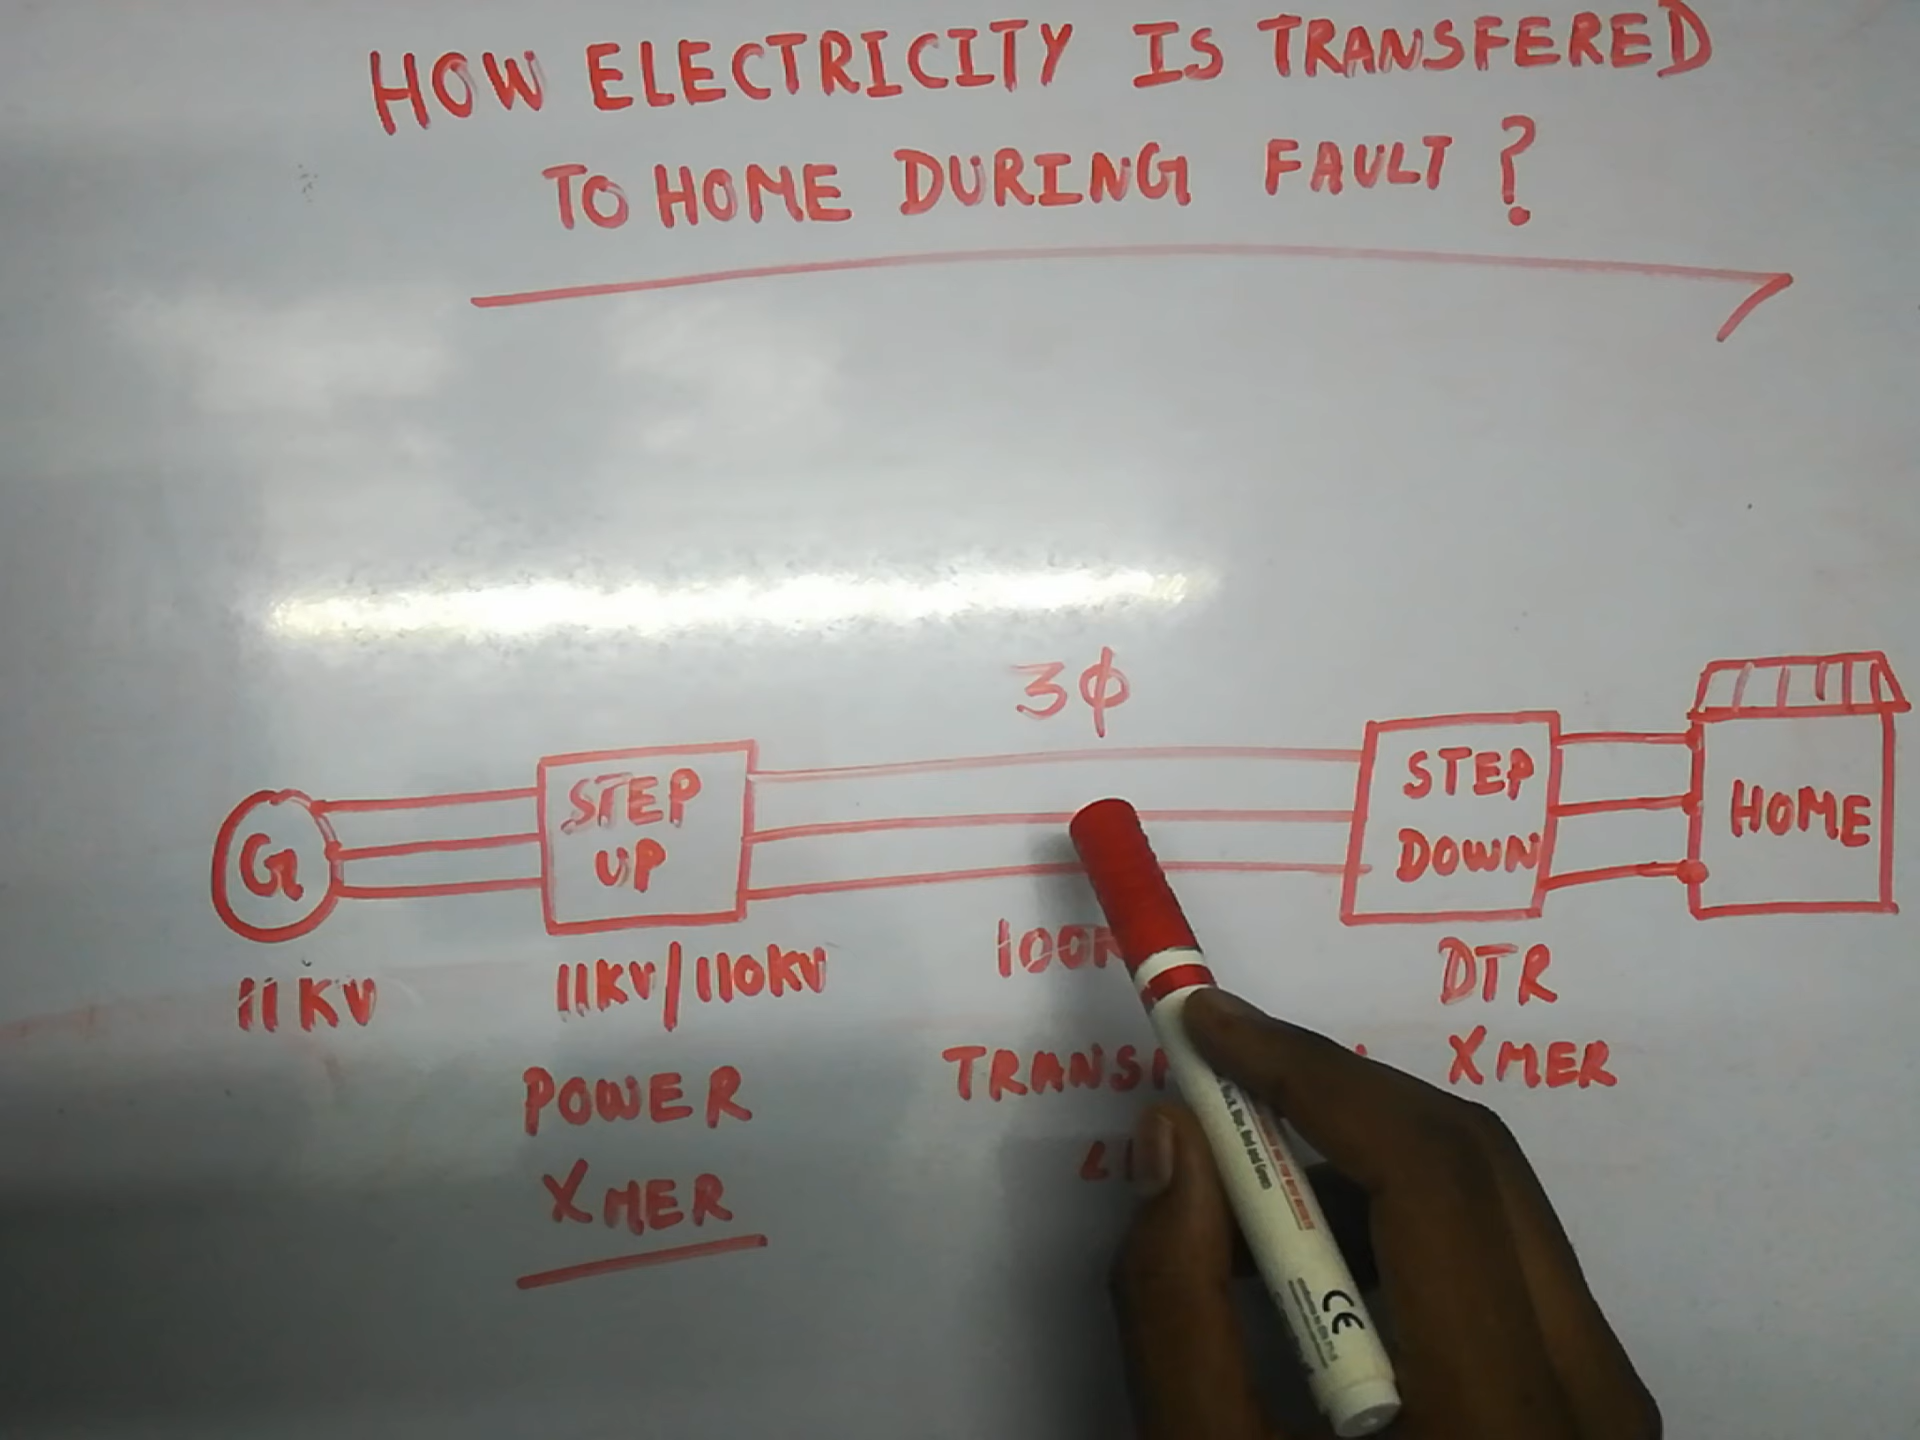 HOW ELECTRICITY IS TRANSFERED
TO HOME DURING FAULT ?
3φ
G
STEP
UP
STEP
DOWN
HOME
11KV
11KV/110KV
POWER
XMER
DTR
XMER
CE